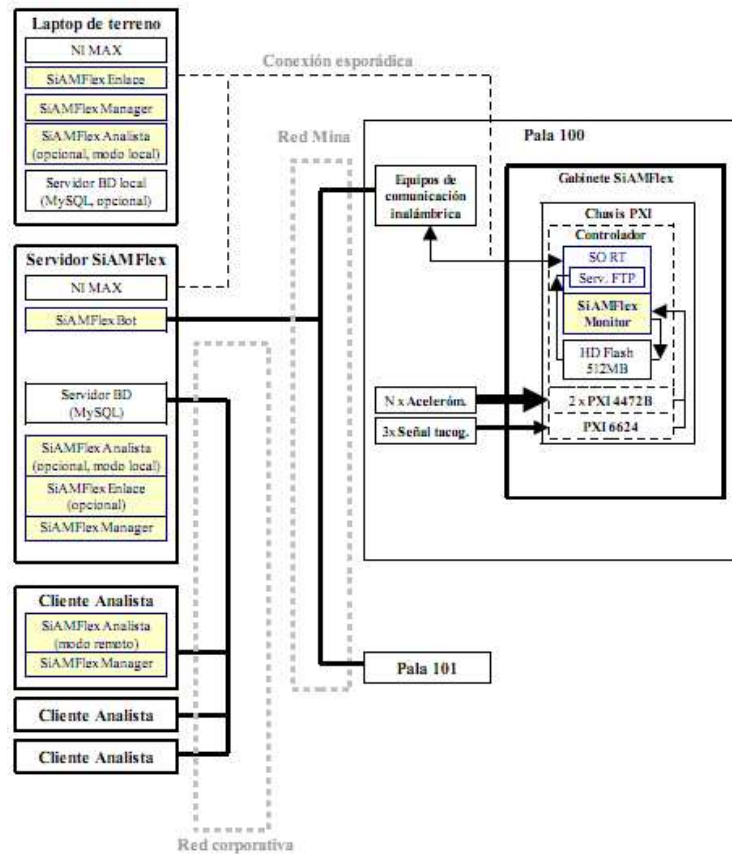 Laptop de terreno
NI MAX
SiAMFlex Enlace
SiAMFlex Manager
SiAMFlex Analista
(opcional, modo local)
Servidor BD local
(MySQL, opcional)
Conexión esporádica
Red Mina
Servidor SiAMFlex
NI MAX
SiAMFlex Bot
Servidor BD
(MySQL)
SiAMFlex Analista
(opcional, modo local)
SiAMFlex Enlace
(opcional)
SiAMFlex Manager
Cliente Analista
SiAMFlex Analista
(modo remoto)
SiAMFlex Manager
Cliente Analista
Cliente Analista
Red corporativa
Pala 100
Equipos de
comunicación
inalámbrica
Gabinete SiAMFlex
Chasis PXI
Controlador
SO RT
Serv. FTP
SiAMFlex
Monitor
HD Flash
512MB
N x Aceleróm.
2 x PXI 4472B
3x Señal tacog.
PXI 6624
Pala 101